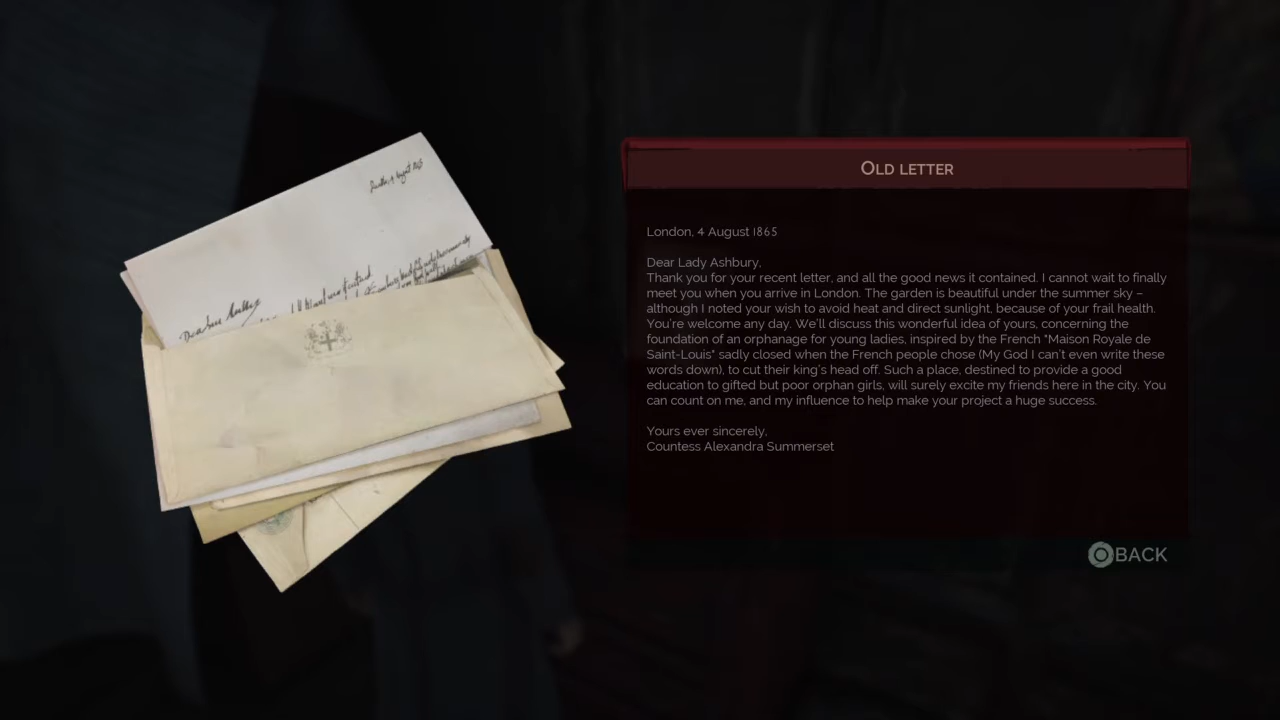 OLD LETTER
London, 4 August 1865
Dear Lady Ashbury,
Thank you for your recent letter, and all the good news it contained. I cannot wait to finally
meet you when you arrive in London. The garden is beautiful under the summer sky –
although I noted your wish to avoid heat and direct sunlight, because of your frail health.
You're welcome any day. We'll discuss this wonderful idea of yours, concerning the
foundation of an orphanage for young ladies, inspired by the French "Maison Royale de
Saint-Louis" sadly closed when the French people chose (My God I can't even write these
words down), to cut their king's head off. Such a place, destined to provide a good
education to gifted but poor orphan girls, will surely excite my friends here in the city. You
can count on me, and my influence to help make your project a huge success.
Yours ever sincerely,
Countess Alexandra Summerset
BACK